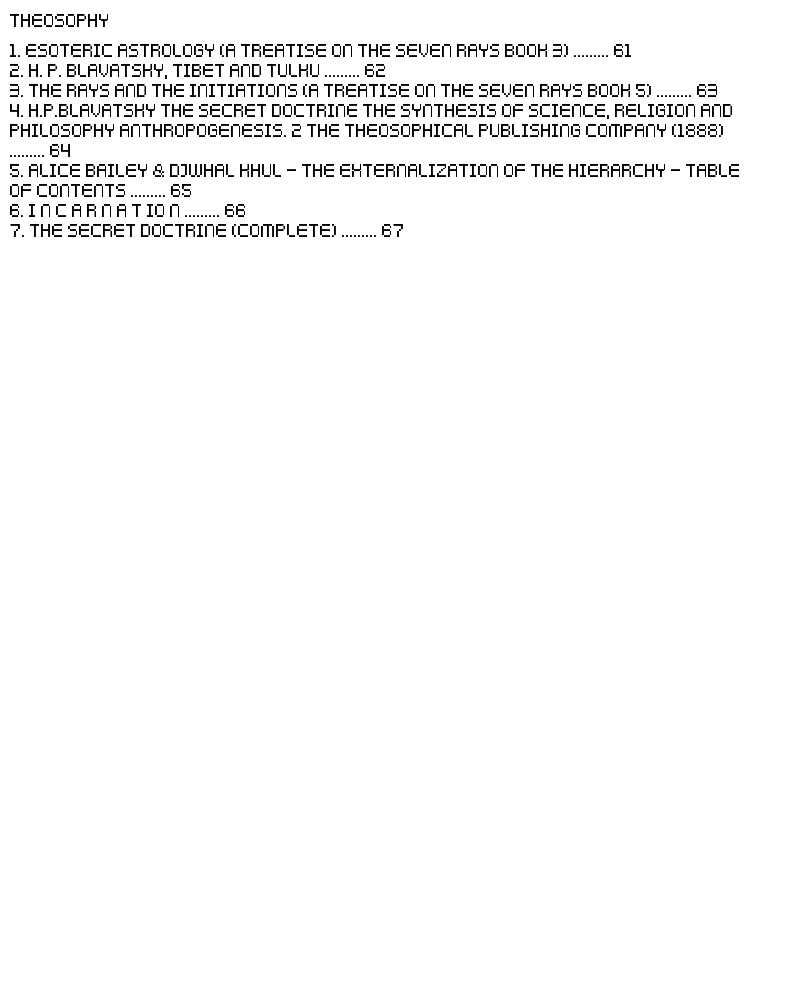 THEOSOPHY
1. ESOTERIC ASTROLOGY (A TREATISE ON THE SEVEN RAYS BOOK 3) ......... 61
2. H. P. BLAVATSKY, TIBET AND TULKU ......... 62
3. THE RAYS AND THE INITIATIONS (A TREATISE ON THE SEVEN RAYS BOOK 5) ......... 63
4. H.P.BLAVATSKY THE SECRET DOCTRINE THE SYNTHESIS OF SCIENCE, RELIGION AND
PHILOSOPHY ANTHROPOGENESIS. 2 THE THEOSOPHICAL PUBLISHING COMPANY (1888)
......... 64
5. ALICE BAILEY & DJWHAL KHUL – THE EXTERNALIZATION OF THE HIERARCHY – TABLE
OF CONTENTS ......... 65
6. I N C A R N A T IO N ......... 66
7. THE SECRET DOCTRINE (COMPLETE) ......... 67